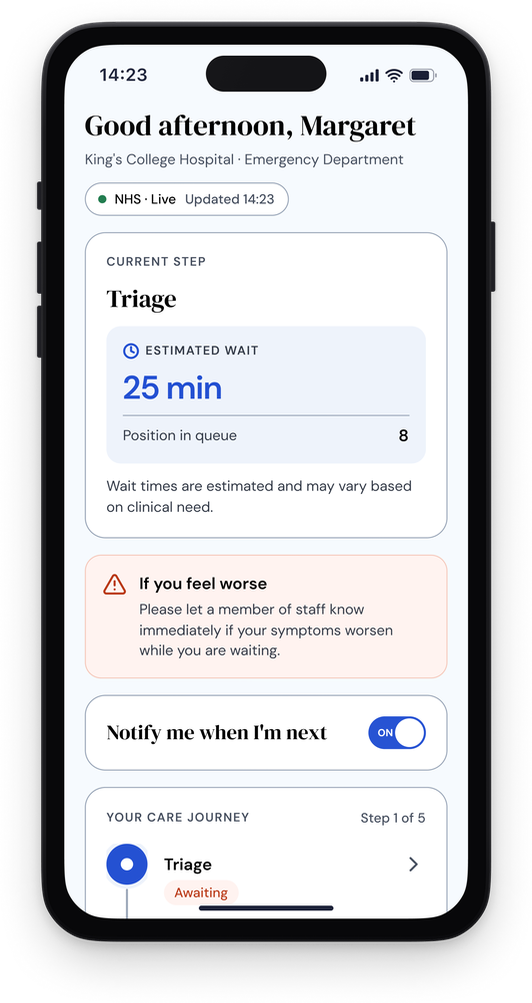 14:23
Good afternoon, Margaret
King's College Hospital · Emergency Department
NHS · Live Updated 14:23
CURRENT STEP
Triage
ESTIMATED WAIT
25 min
Position in queue 8
Wait times are estimated and may vary based
on clinical need.
If you feel worse
Please let a member of staff know
immediately if your symptoms worsen
while you are waiting.
Notify me when I'm next ON
YOUR CARE JOURNEY Step 1 of 5
Triage
Awaiting